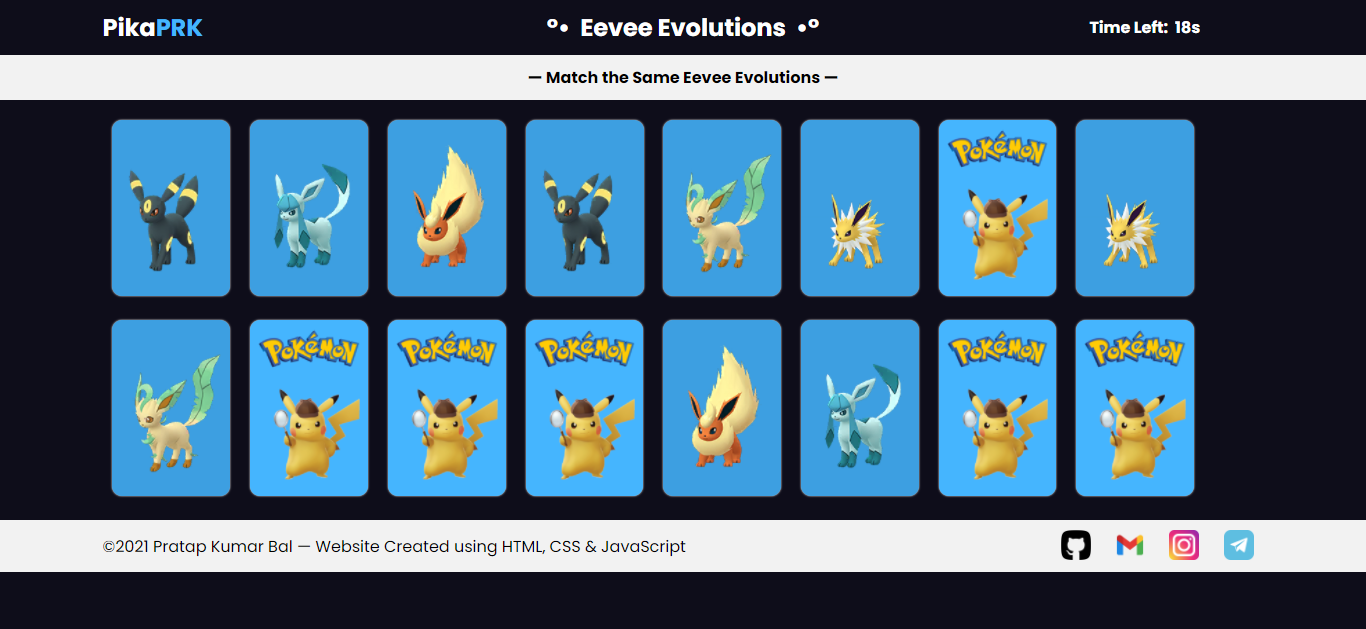 PikaPRK
º• Eevee Evolutions •º
Time Left: 18s
— Match the Same Eevee Evolutions —
POKéMON
POKéMON
POKéMON
POKéMON
POKéMON
POKéMON
©2021 Pratap Kumar Bal — Website Created using HTML, CSS & JavaScript